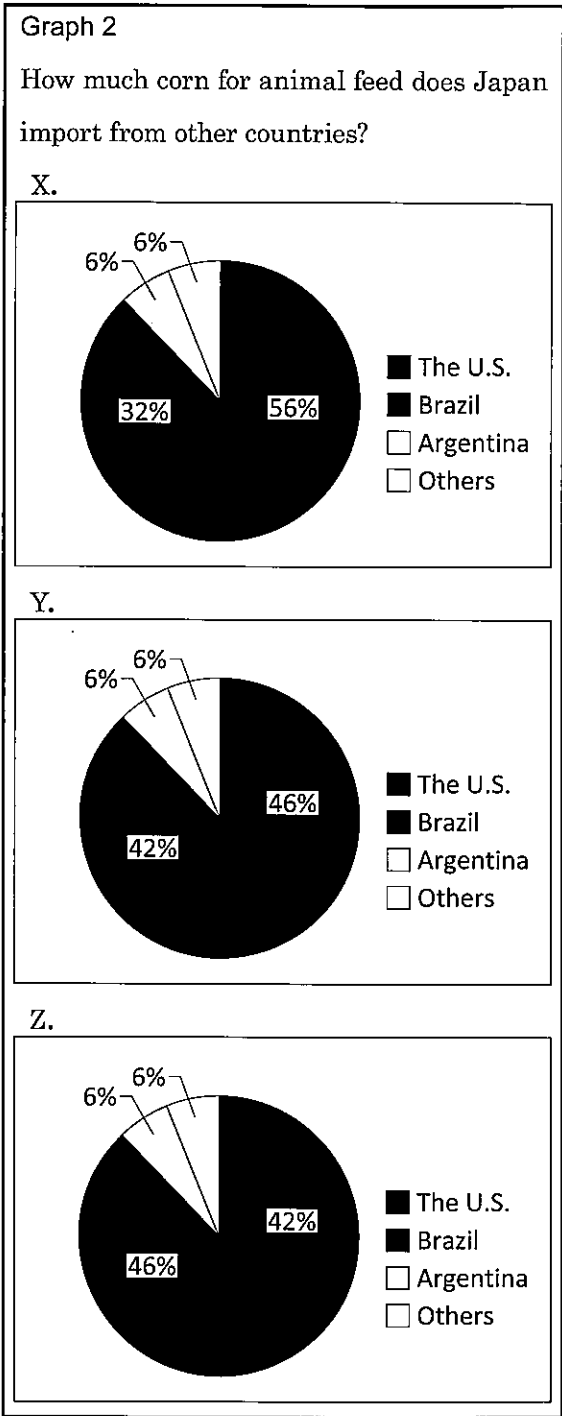 Graph 2
How much corn for animal feed does Japan
import from other countries?
X.
6%
6%
32%
56%
The U.S.
Brazil
Argentina
Others
Y.
6%
6%
46%
42%
The U.S.
Brazil
Argentina
Others
Z.
6%
6%
42%
46%
The U.S.
Brazil
Argentina
Others